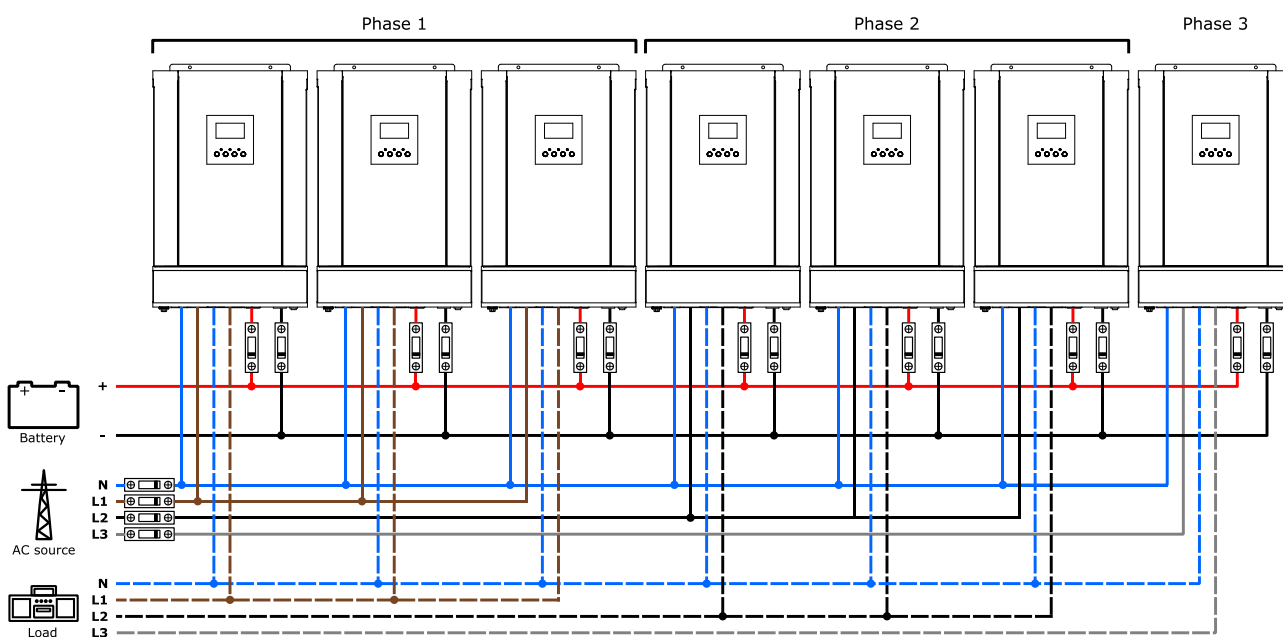 Phase 1
Phase 2
Phase 3
+
-
+ -
Battery
N
L1
L2
L3
AC source
N
L1
L2
L3
Load